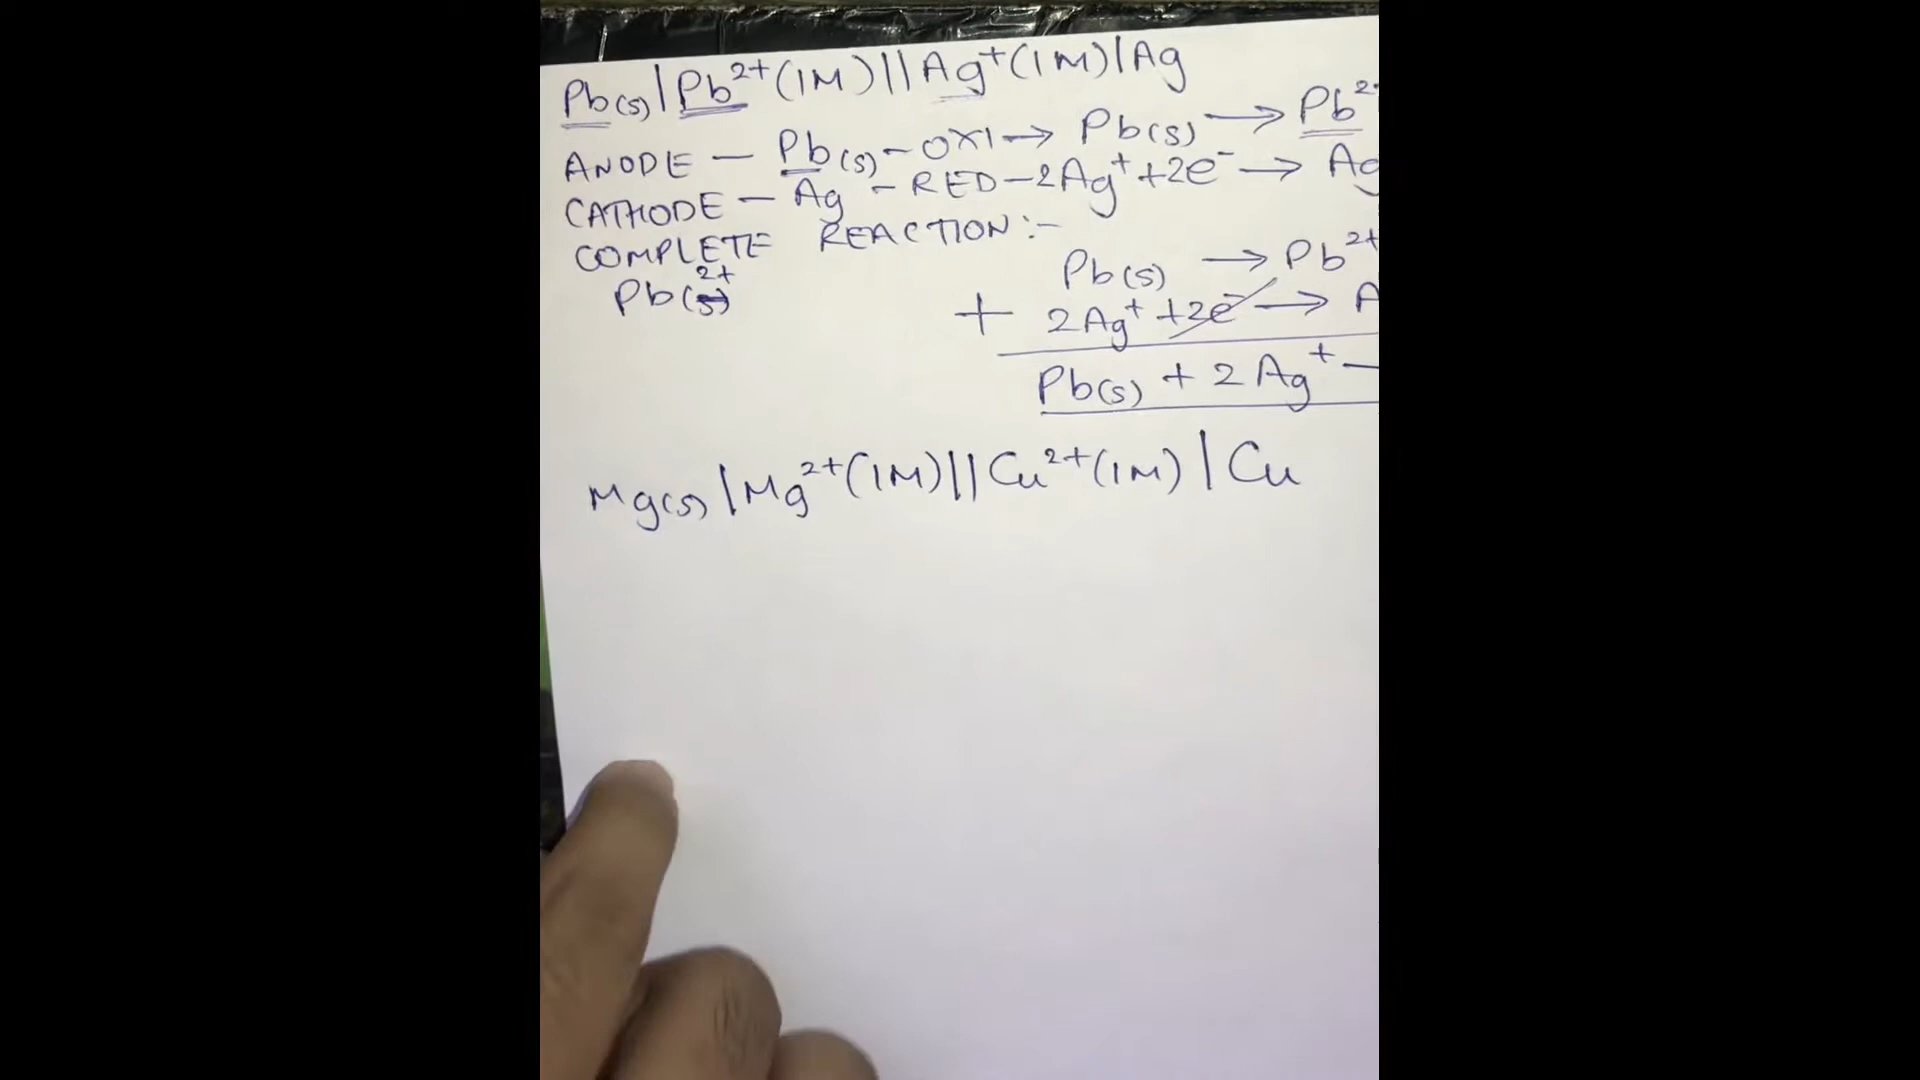 Pb(s)|Pb²⁺(1M)||Ag⁺(1M)|Ag
ANODE – Pb(s) – OXI → Pb(s) → Pb²
CATHODE – Ag – RED – 2Ag⁺ + 2e⁻ → Ag
COMPLETE REACTION :-
Pb(s) → Pb²⁺
Pb 2+
+ 2Ag⁺ + 2e⁻ → A
Pb(s) + 2Ag⁺ –
Mg(s)|Mg²⁺(1M)||Cu²⁺(1M)|Cu